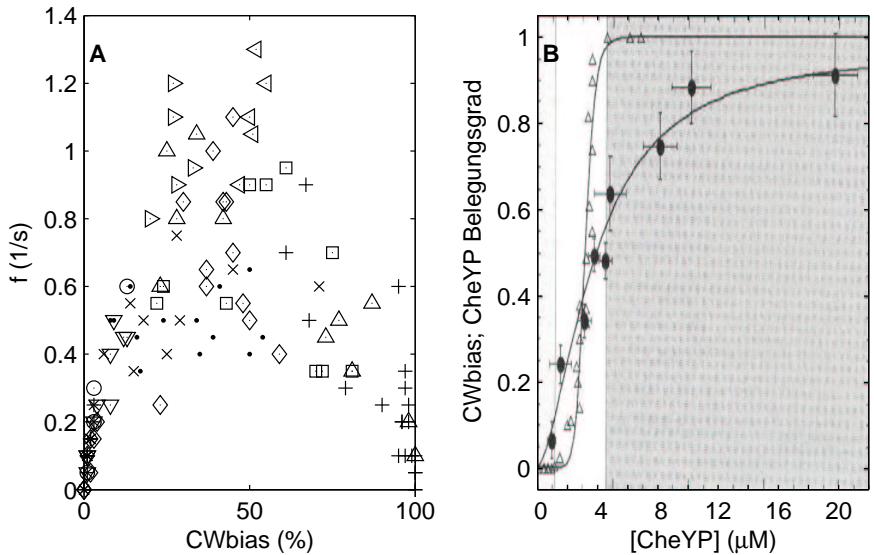 A
f (1/s)
1.4
1.2
1
0.8
0.6
0.4
0.2
0
0 50 100
CWbias (%)
B
CWbias; CheYP Belegungsgrad
1
0.8
0.6
0.4
0.2
0
0 4 8 12 16 20
[CheYP] (μM)